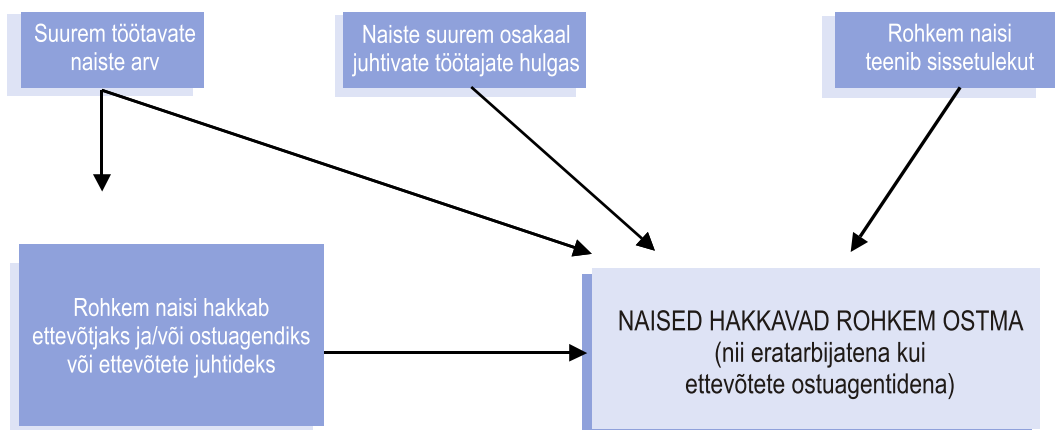 Suurem töötavate
naiste arv
Naiste suurem osakaal
juhtivate töötajate hulgas
Rohkem naisi
teenib sissetulekut
Rohkem naisi hakkab
ettevõtjaks ja/või ostuagendiks
või ettevõtete juhtideks
NAISED HAKKAVAD ROHKEM OSTMA
(nii eratarbijatena kui
ettevõtete ostuagentidena)